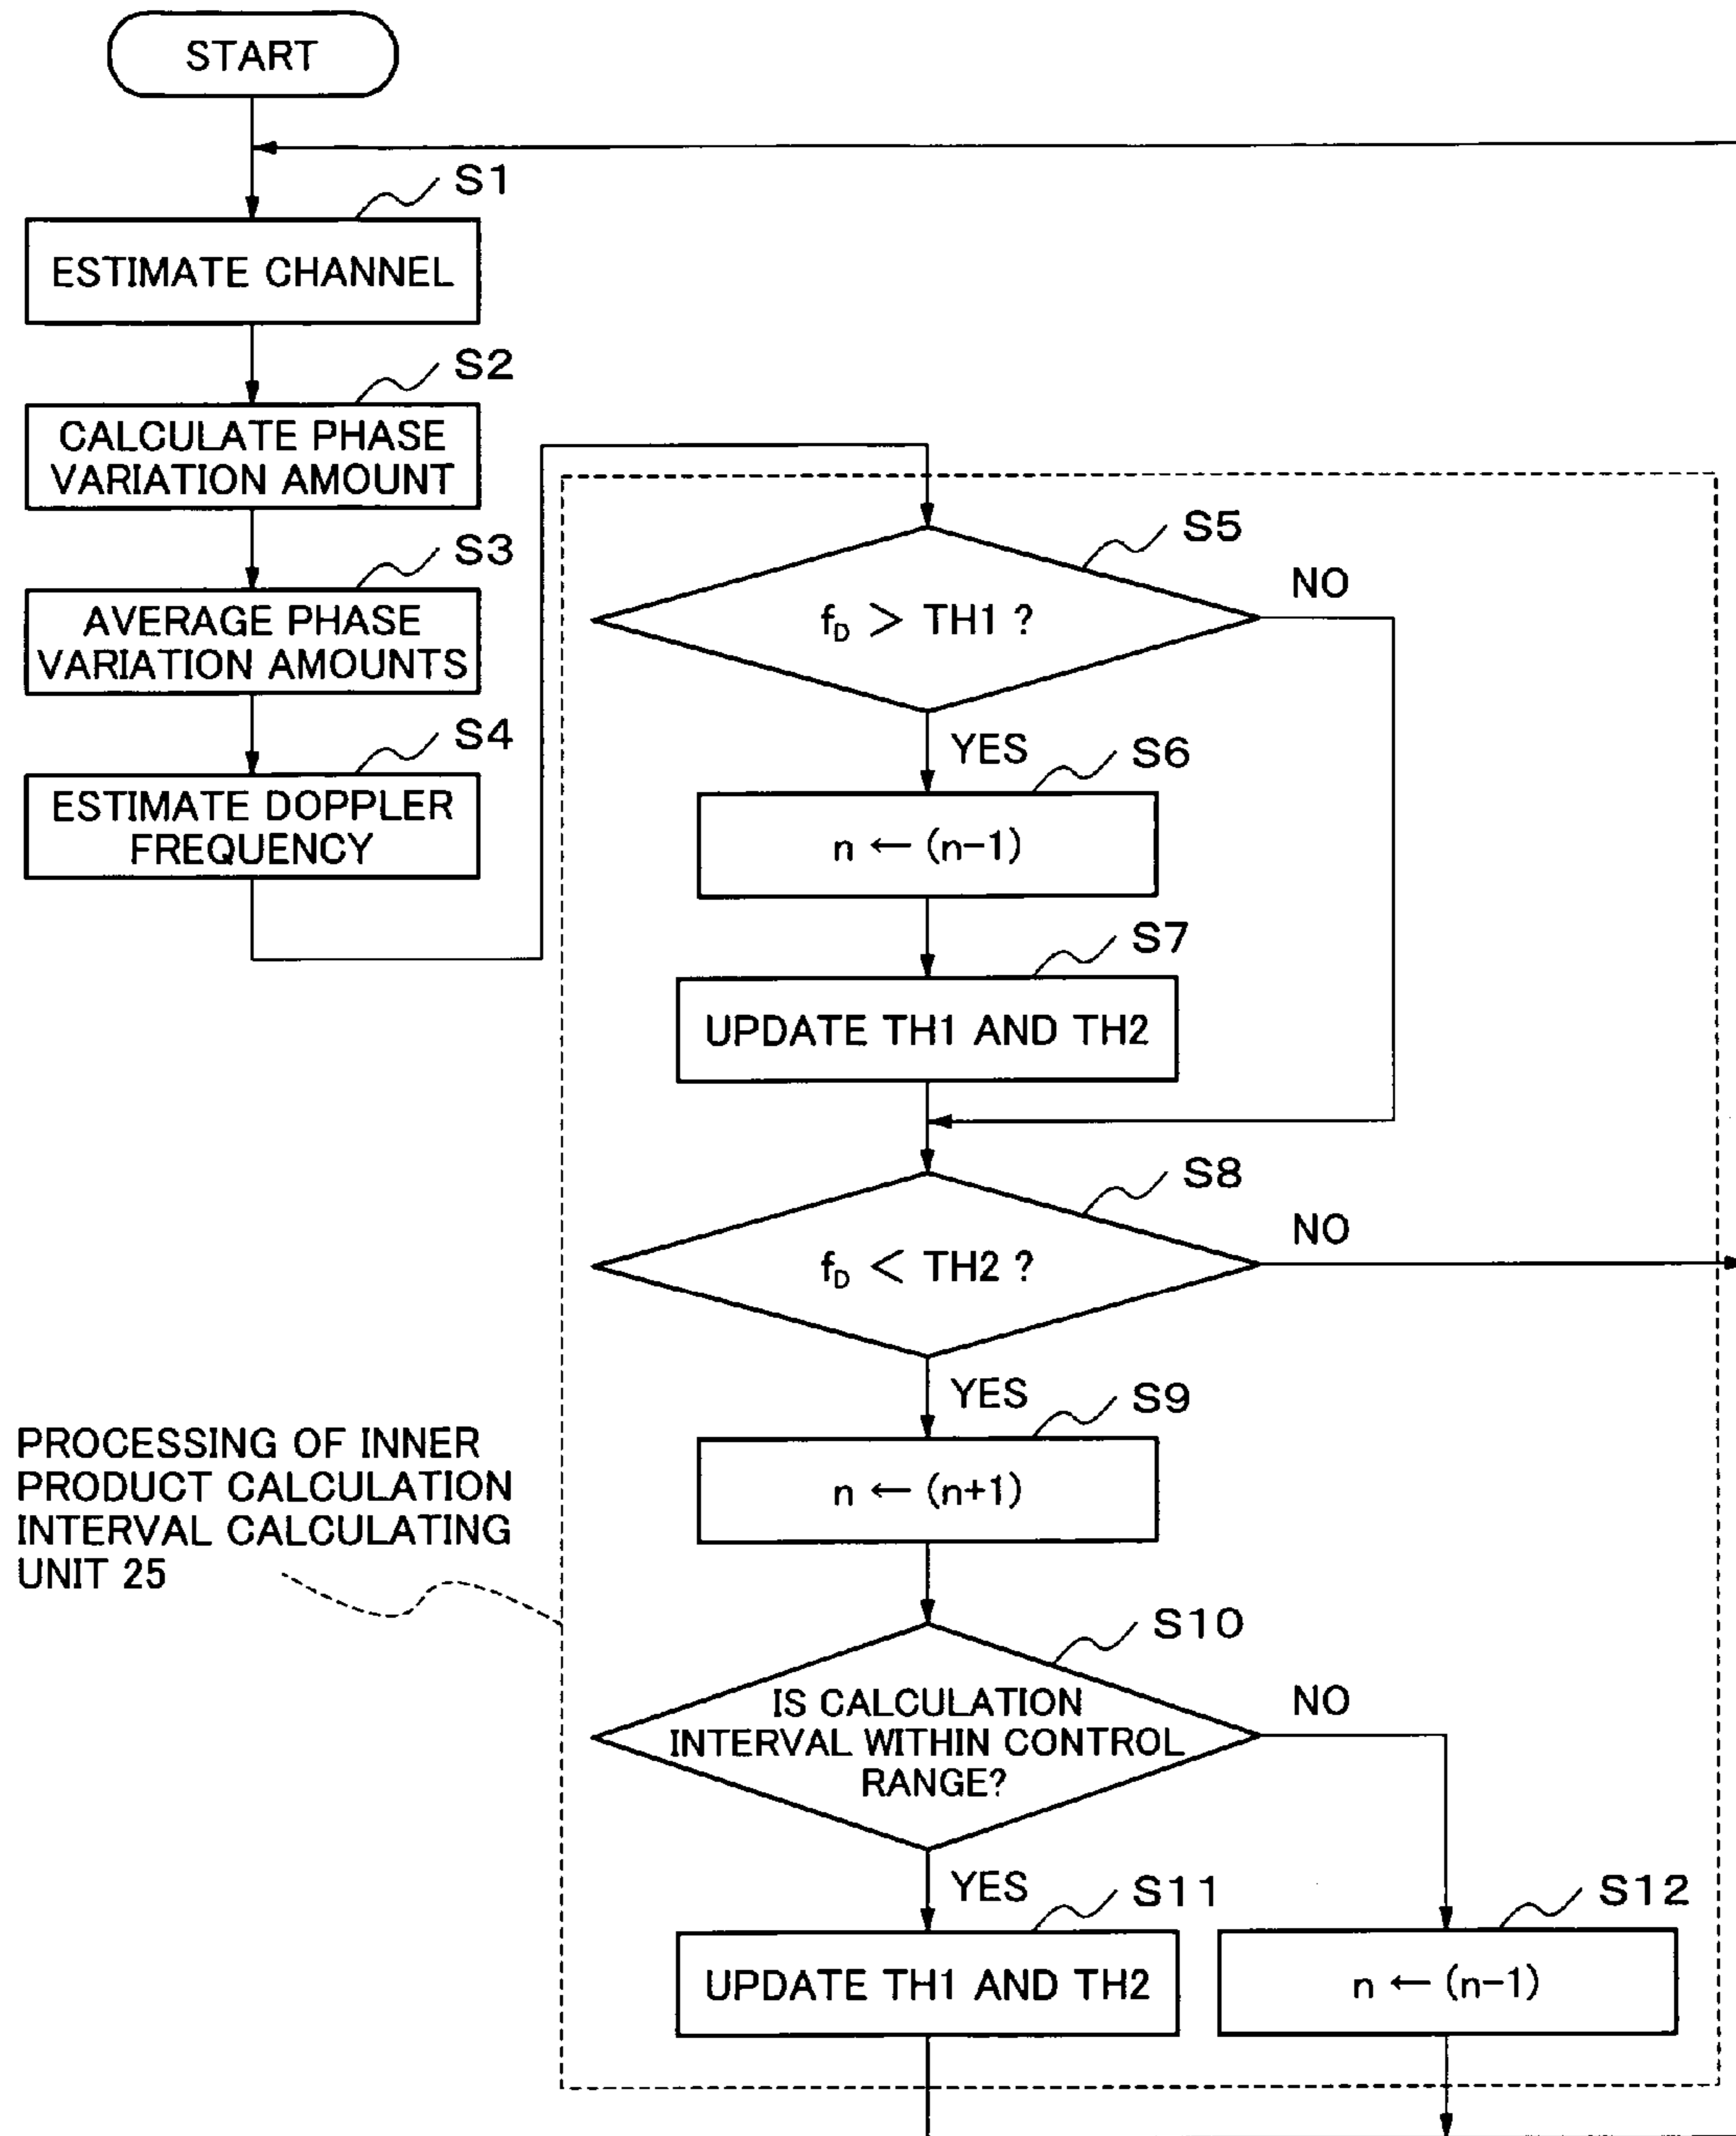 START
S1
ESTIMATE CHANNEL
S2
CALCULATE PHASE
VARIATION AMOUNT
S3
AVERAGE PHASE
VARIATION AMOUNTS
S4
ESTIMATE DOPPLER
FREQUENCY
S5
fD > TH1 ?
NO
YES
S6
n ← (n-1)
S7
UPDATE TH1 AND TH2
S8
fD < TH2 ?
NO
YES
S9
n ← (n+1)
PROCESSING OF INNER
PRODUCT CALCULATION
INTERVAL CALCULATING
UNIT 25
S10
IS CALCULATION
INTERVAL WITHIN CONTROL
RANGE?
NO
YES
S11
UPDATE TH1 AND TH2
S12
n ← (n-1)